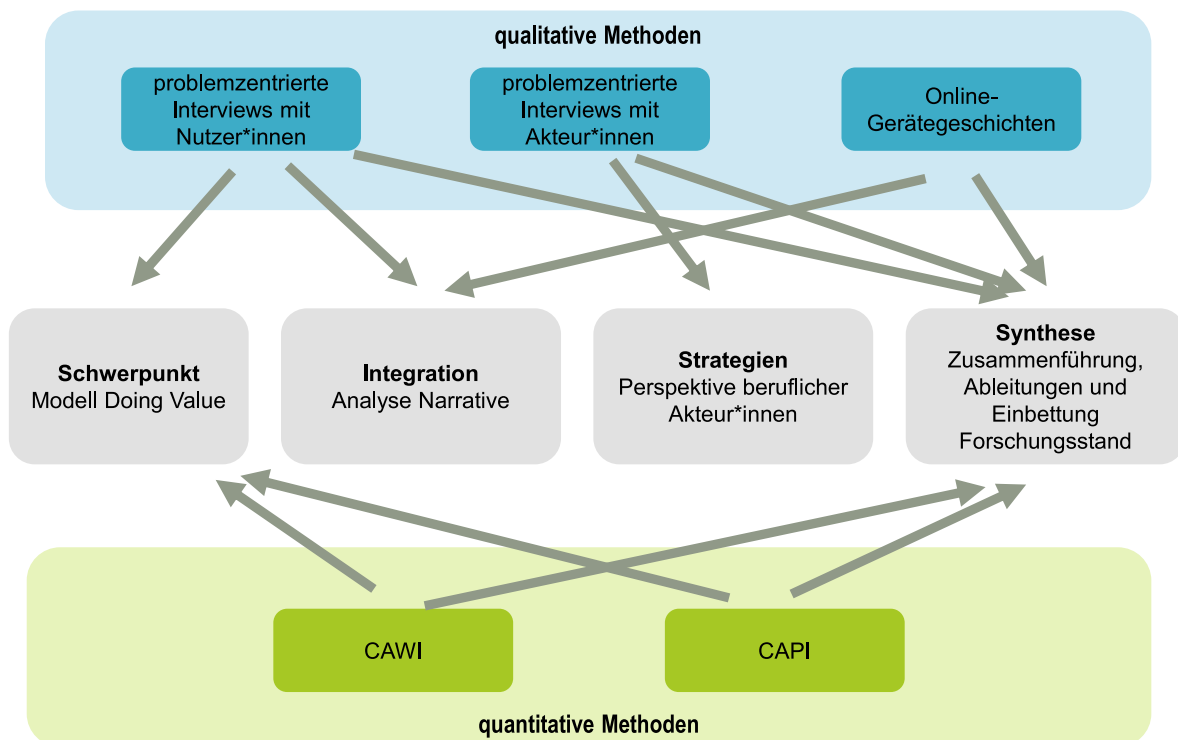 qualitative Methoden
problemzentrierte
Interviews mit
Nutzer*innen
problemzentrierte
Interviews mit
Akteur*innen
Online-
Gerätegeschichten
Schwerpunkt
Modell Doing Value
Integration
Analyse Narrative
Strategien
Perspektive beruflicher
Akteur*innen
Synthese
Zusammenführung,
Ableitungen und
Einbettung
Forschungsstand
CAWI
CAPI
quantitative Methoden